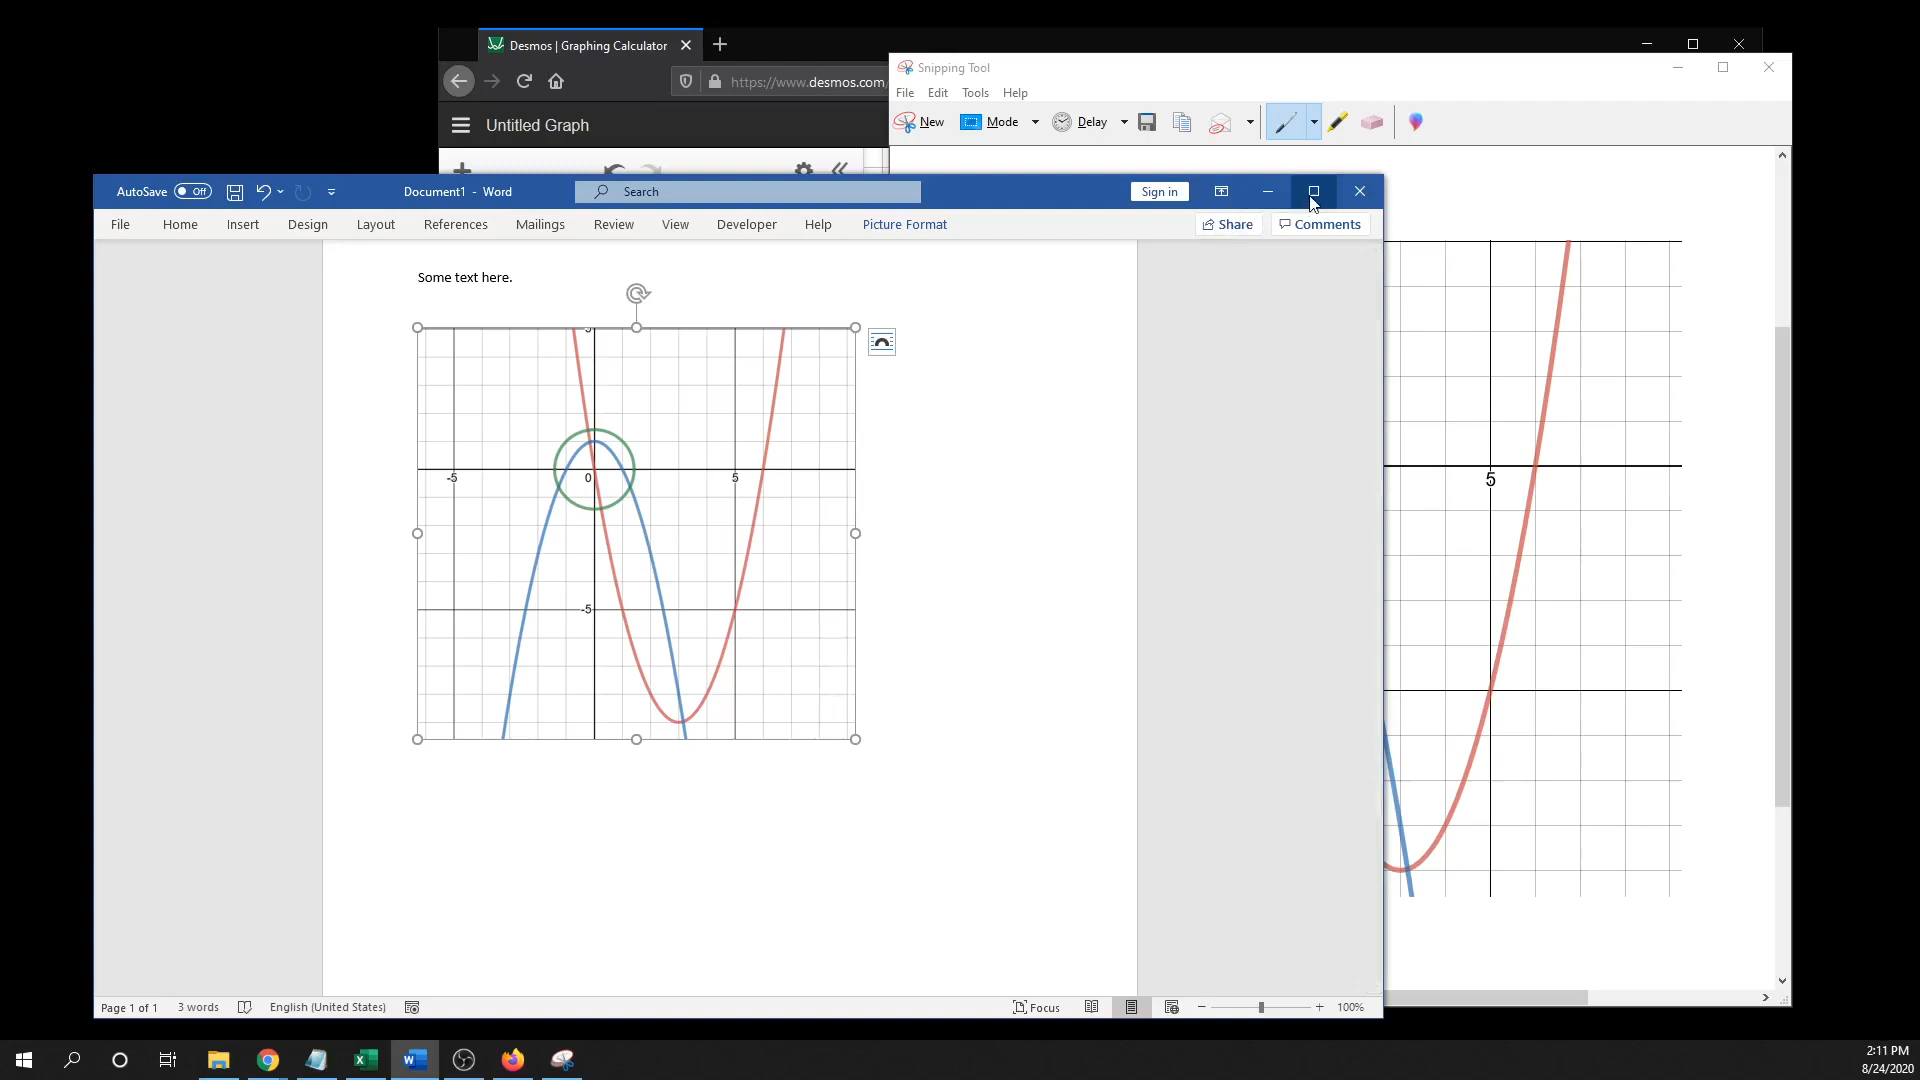 Desmos | Graphing Calculator
https://www.desmos.com/
Untitled Graph
Snipping Tool
File Edit Tools Help
New Mode Delay
AutoSave Off Document1 - Word Search Sign in
File Home Insert Design Layout References Mailings Review View Developer Help Picture Format Share Comments
Some text here.
-5 0 5
-5
5
Page 1 of 1 3 words English (United States) Focus 100%
2:11 PM
8/24/2020